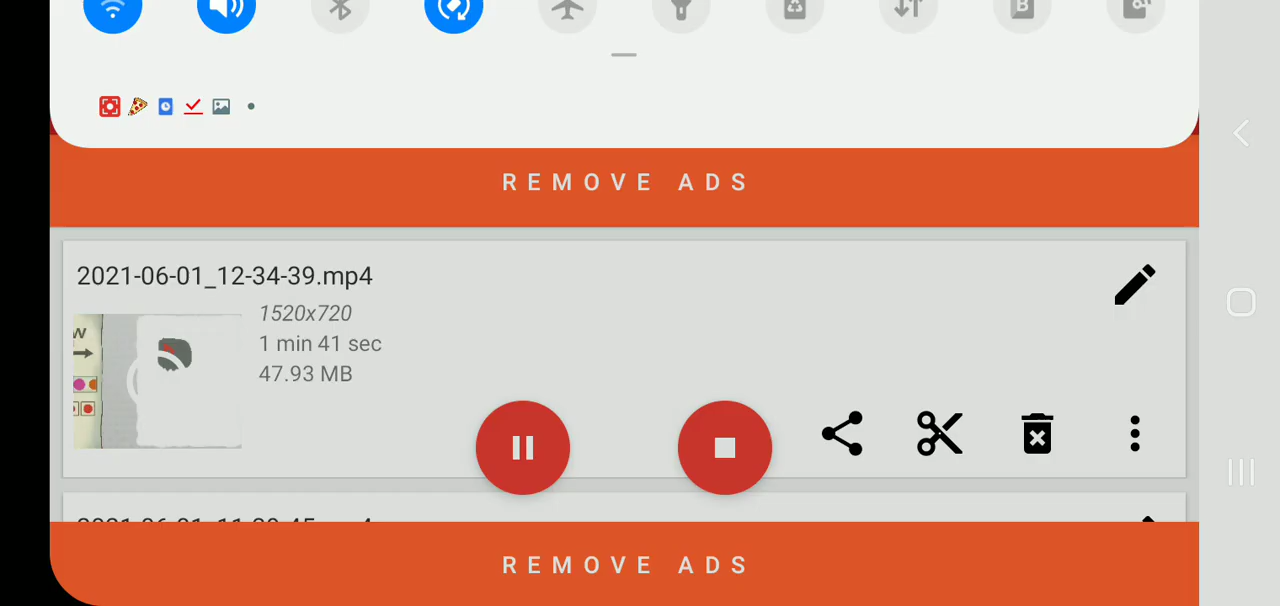 REMOVE ADS
2021-06-01_12-34-39.mp4
1520x720
1 min 41 sec
47.93 MB
W
REMOVE ADS